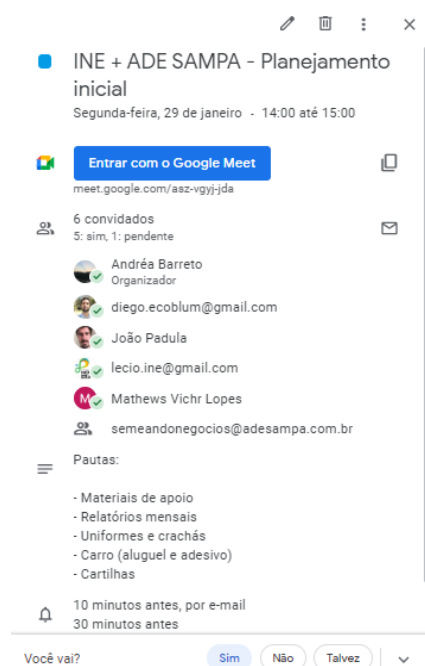 INE + ADE SAMPA - Planejamento
inicial
Segunda-feira, 29 de janeiro - 14:00 até 15:00
Entrar com o Google Meet
meet.google.com/asz-vgyj-jda
6 convidados
5: sim, 1: pendente
Andréa Barreto
Organizador
diego.ecoblum@gmail.com
João Padula
lecio.ine@gmail.com
M
Mathews Vichr Lopes
semeandonegocios@adesampa.com.br
Pautas:
- Materiais de apoio
- Relatórios mensais
- Uniformes e crachás
- Carro (aluguel e adesivo)
- Cartilhas
10 minutos antes, por e-mail
30 minutos antes
Você vai?
Sim
Não
Talvez